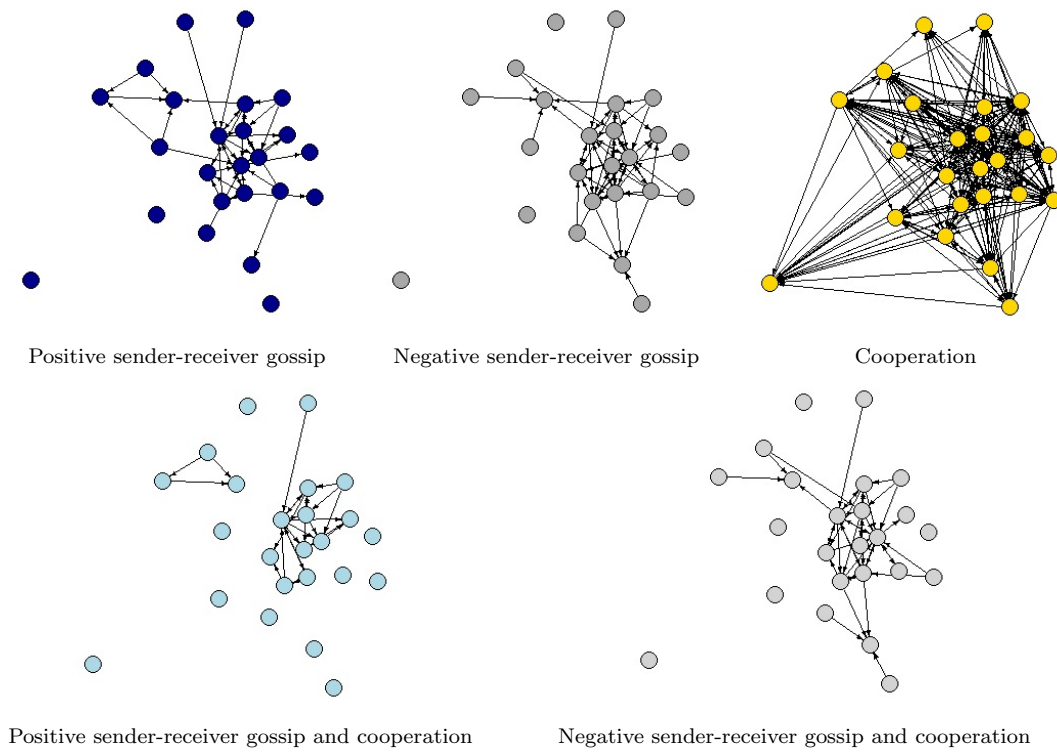 Positive sender-receiver gossip
Negative sender-receiver gossip
Cooperation
Positive sender-receiver gossip and cooperation
Negative sender-receiver gossip and cooperation